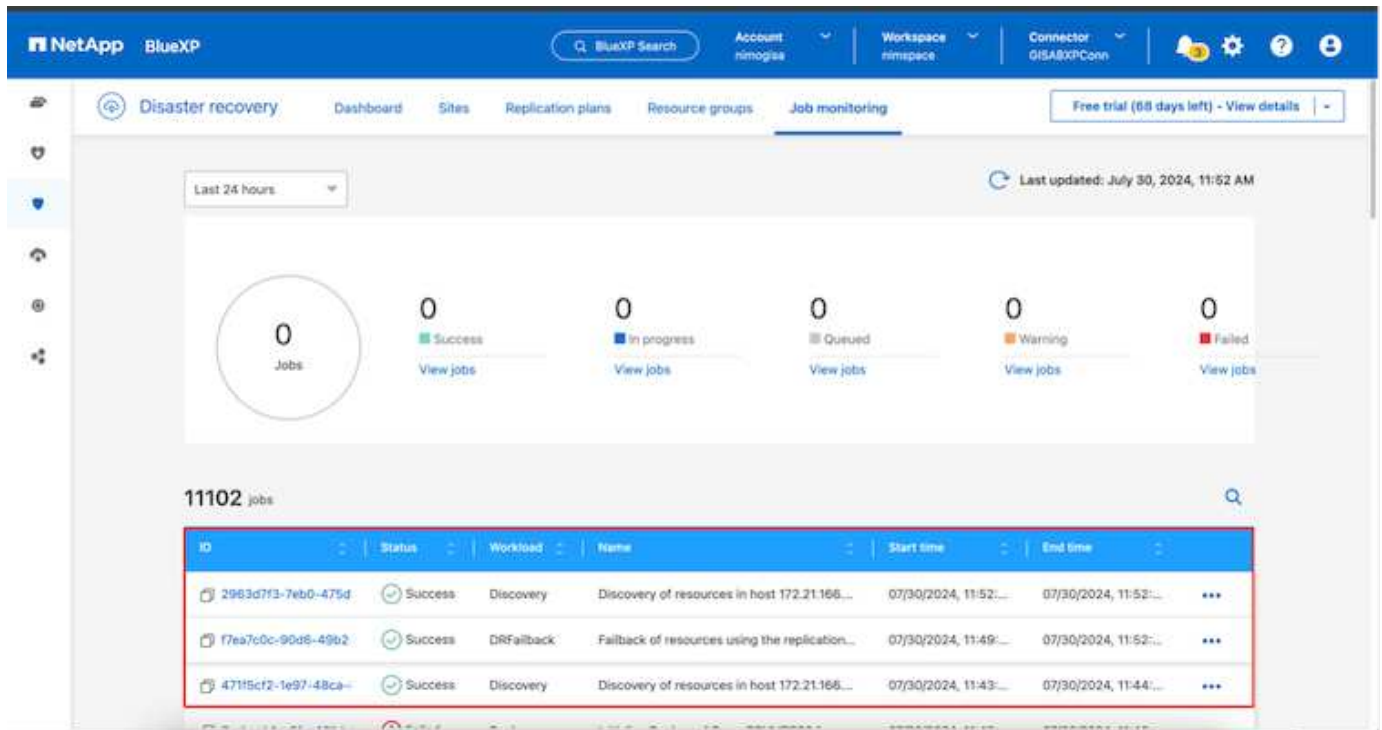 NetApp BlueXP BlueXP Search Account nimogisa Workspace nimspace Connector GISABXPConn 3
Disaster recovery Dashboard Sites Replication plans Resource groups Job monitoring Free trial (68 days left) - View details
Last 24 hours Last updated: July 30, 2024, 11:52 AM
0 Jobs
0 Success View jobs
0 In progress View jobs
0 Queued View jobs
0 Warning View jobs
0 Failed View jobs
11102 jobs
ID Status Workload Name Start time End time
2963d7f3-7eb0-475d Success Discovery Discovery of resources in host 172.21.166.... 07/30/2024, 11:52:... 07/30/2024, 11:52:...
f7ea7c0c-90d6-49b2 Success DRFailback Failback of resources using the replication... 07/30/2024, 11:49:... 07/30/2024, 11:52:...
471f5cf2-1e97-48ca- Success Discovery Discovery of resources in host 172.21.166.... 07/30/2024, 11:43:... 07/30/2024, 11:44:...